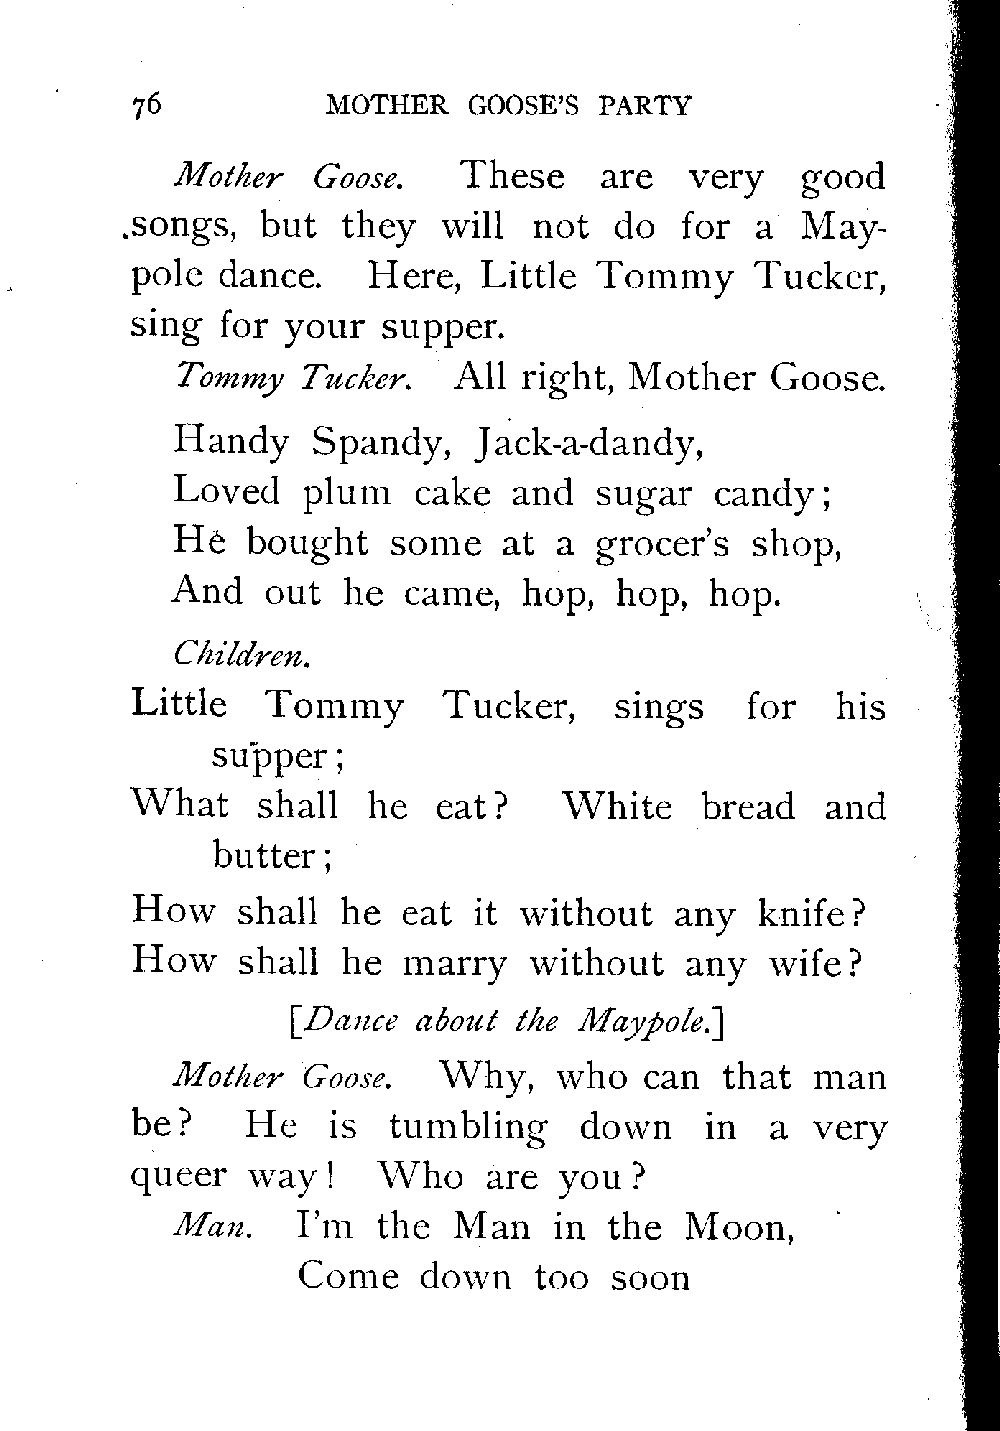 76 MOTHER GOOSE'S PARTY
Mother Goose. These are very good
songs, but they will not do for a May-
pole dance. Here, Little Tommy Tucker,
sing for your supper.
Tommy Tucker. All right, Mother Goose.
Handy Spandy, Jack-a-dandy,
Loved plum cake and sugar candy;
He bought some at a grocer's shop,
And out he came, hop, hop, hop.
Children.
Little Tommy Tucker, sings for his
supper;
What shall he eat? White bread and
butter;
How shall he eat it without any knife?
How shall he marry without any wife?
[Dance about the Maypole.]
Mother Goose. Why, who can that man
be? He is tumbling down in a very
queer way! Who are you?
Man. I'm the Man in the Moon,
Come down too soon